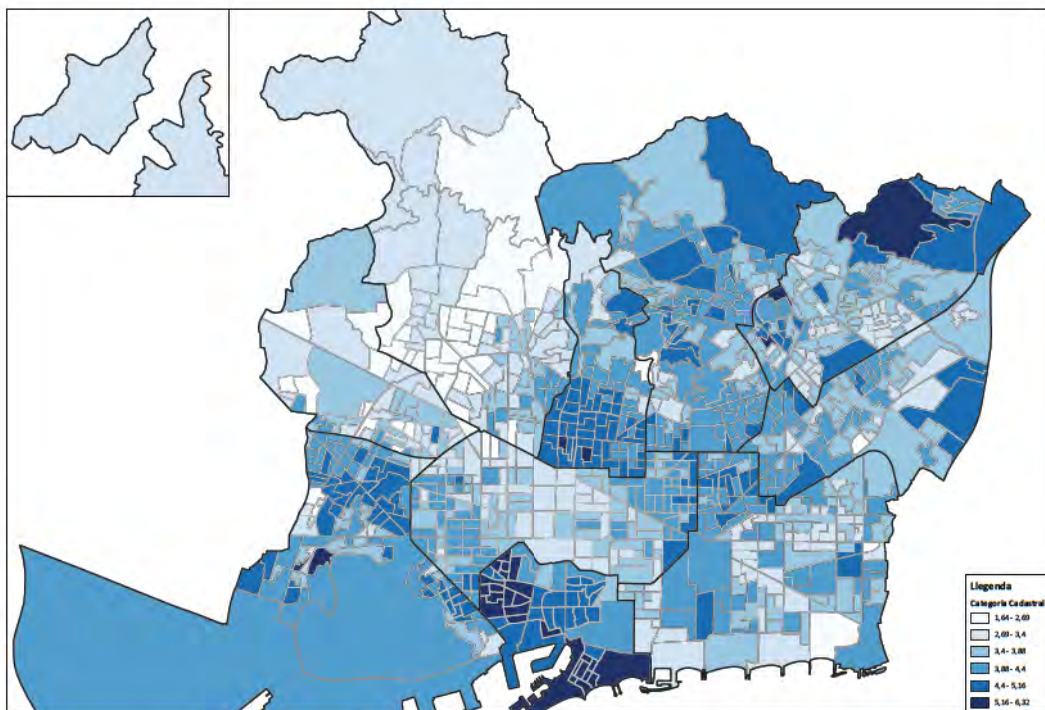 Llegenda
Categoria Cadastral
1,64 - 2,69
2,69 - 3,4
3,4 - 3,88
3,88 - 4,4
4,4 - 5,16
5,16 - 6,32